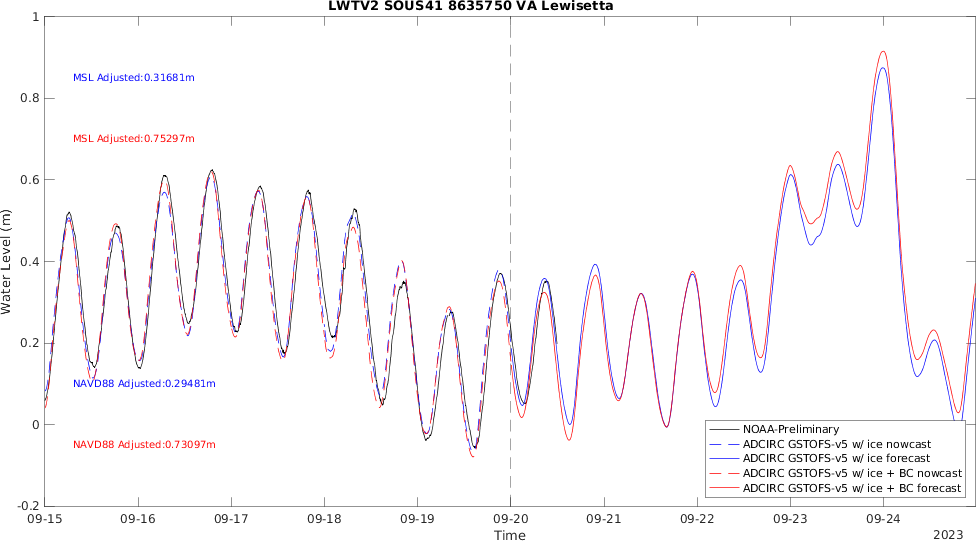 LWTV2 SOUS41 8635750 VA Lewisetta
1
0.8
0.6
0.4
0.2
0
-0.2
Water Level (m)
MSL Adjusted:0.31681m
MSL Adjusted:0.75297m
NAVD88 Adjusted:0.29481m
NAVD88 Adjusted:0.73097m
NOAA-Preliminary
ADCIRC GSTOFS-v5 w/ ice nowcast
ADCIRC GSTOFS-v5 w/ ice forecast
ADCIRC GSTOFS-v5 w/ ice + BC nowcast
ADCIRC GSTOFS-v5 w/ ice + BC forecast
09-15 09-16 09-17 09-18 09-19 09-20 09-21 09-22 09-23 09-24
Time
2023